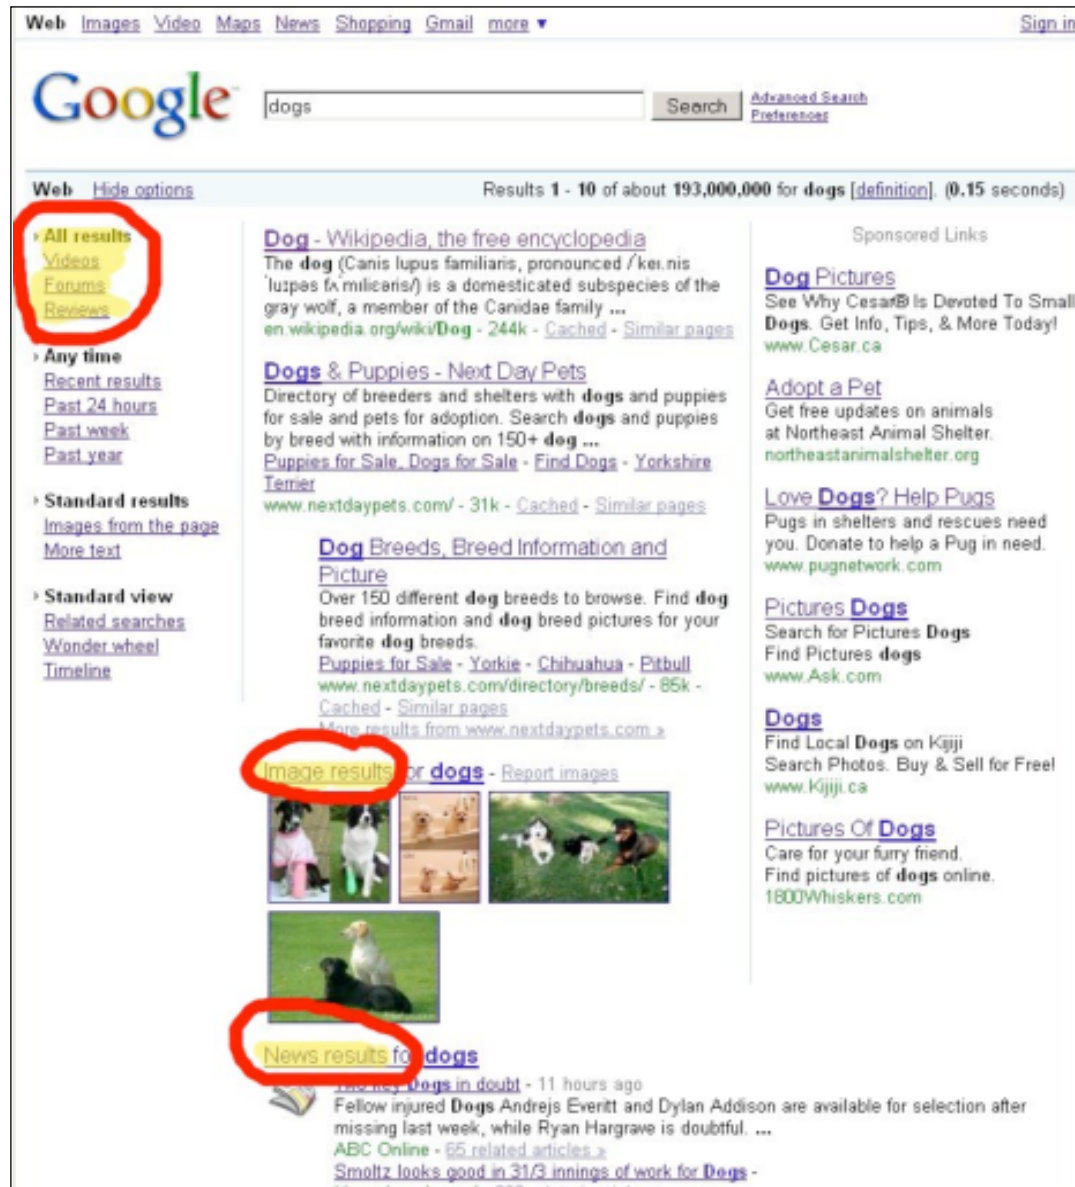 Web Images Video Maps News Shopping Gmail more ▼ Sign in
Google dogs Search Advanced Search
Preferences
Web Hide options Results 1 - 10 of about 193,000,000 for dogs [definition]. (0.15 seconds)
› All results
Videos
Forums
Reviews
› Any time
Recent results
Past 24 hours
Past week
Past year
› Standard results
Images from the page
More text
› Standard view
Related searches
Wonder wheel
Timeline
Dog - Wikipedia, the free encyclopedia
The dog (Canis lupus familiaris, pronounced
is a domesticated subspecies of the
gray wolf, a member of the Canidae family ...
en.wikipedia.org/wiki/Dog - 244k - Cached - Similar pages
Dogs & Puppies - Next Day Pets
Directory of breeders and shelters with dogs and puppies
for sale and pets for adoption. Search dogs and puppies
by breed with information on 150+ dog ...
Puppies for Sale, Dogs for Sale - Find Dogs - Yorkshire
Terrier
www.nextdaypets.com/ - 31k - Cached - Similar pages
Dog Breeds, Breed Information and
Picture
Over 150 different dog breeds to browse. Find dog
breed information and dog breed pictures for your
favorite dog breeds.
Puppies for Sale - Yorkie - Chihuahua - Pitbull
www.nextdaypets.com/directory/breeds/ - 85k -
Cached - Similar pages
More results from www.nextdaypets.com »
Image results for dogs - Report images
News results for dogs
Two key Dogs in doubt - 11 hours ago
Fellow injured Dogs Andrejs Everitt and Dylan Addison are available for selection after
missing last week, while Ryan Hargrave is doubtful. ...
ABC Online - 65 related articles »
Smoltz looks good in 31/3 innings of work for Dogs -
Sponsored Links
Dog Pictures
See Why Cesar® Is Devoted To Small
Dogs. Get Info, Tips, & More Today!
www.Cesar.ca
Adopt a Pet
Get free updates on animals
at Northeast Animal Shelter.
northeastanimalshelter.org
Love Dogs? Help Pugs
Pugs in shelters and rescues need
you. Donate to help a Pug in need.
www.pugnetwork.com
Pictures Dogs
Search for Pictures Dogs
Find Pictures dogs
www.Ask.com
Dogs
Find Local Dogs on Kijiji
Search Photos. Buy & Sell for Free!
www.Kijiji.ca
Pictures Of Dogs
Care for your furry friend.
Find pictures of dogs online.
1800Whiskers.com